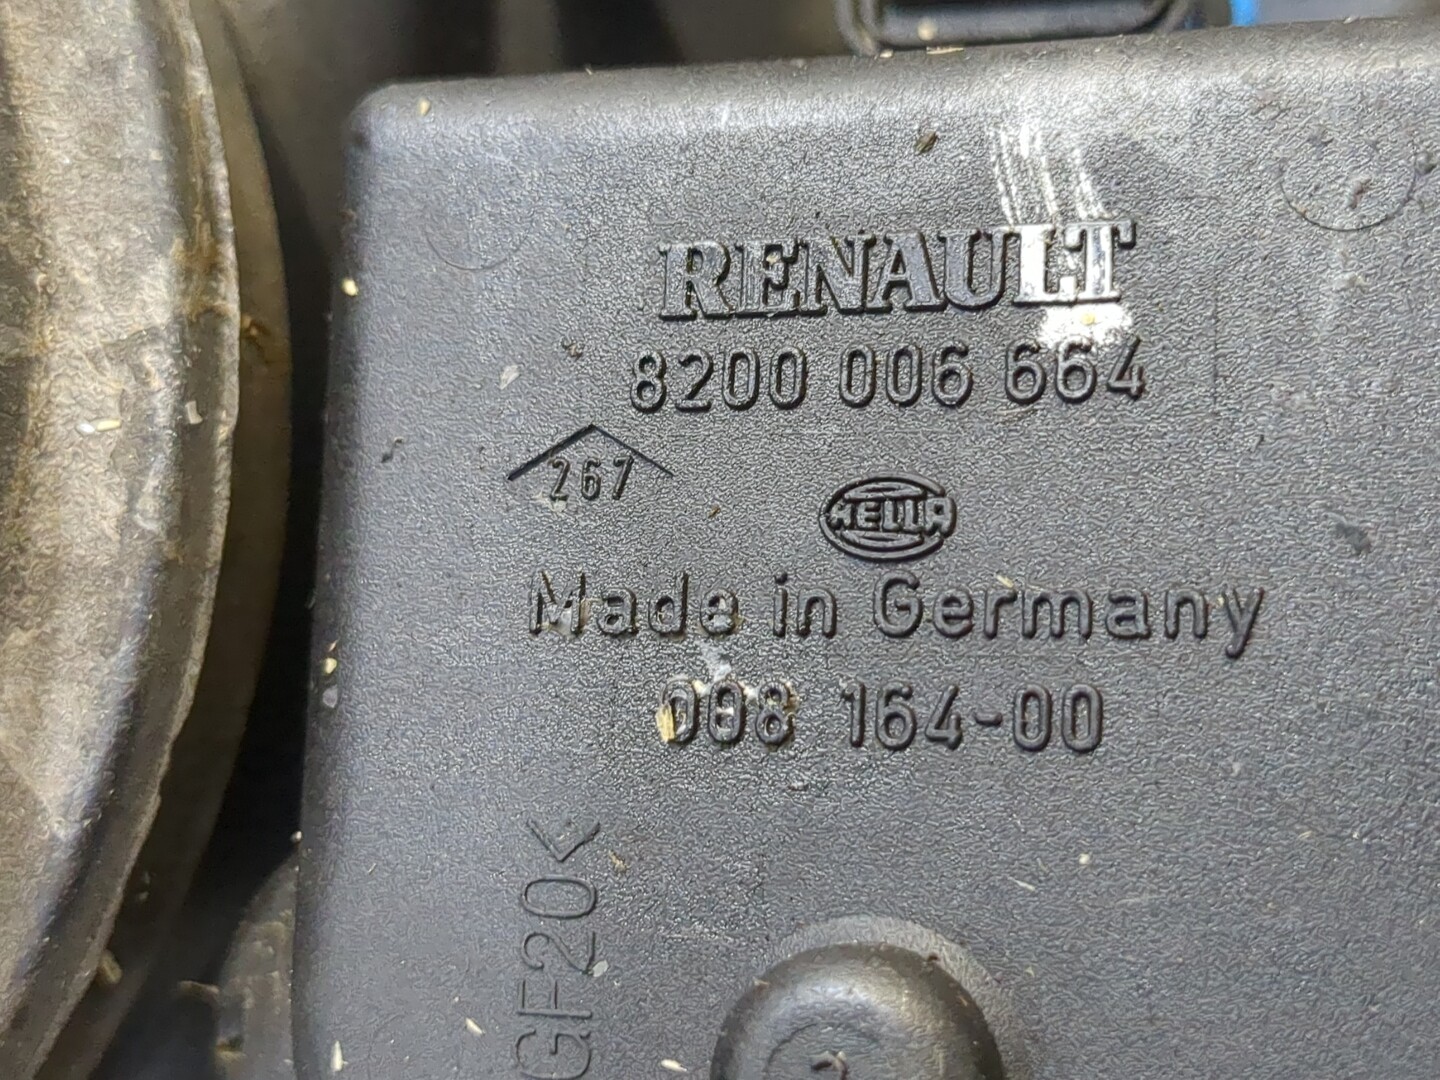 RENAULT
8200 006 664
267
HELLA
Made in Germany
008 164-00
GF20<